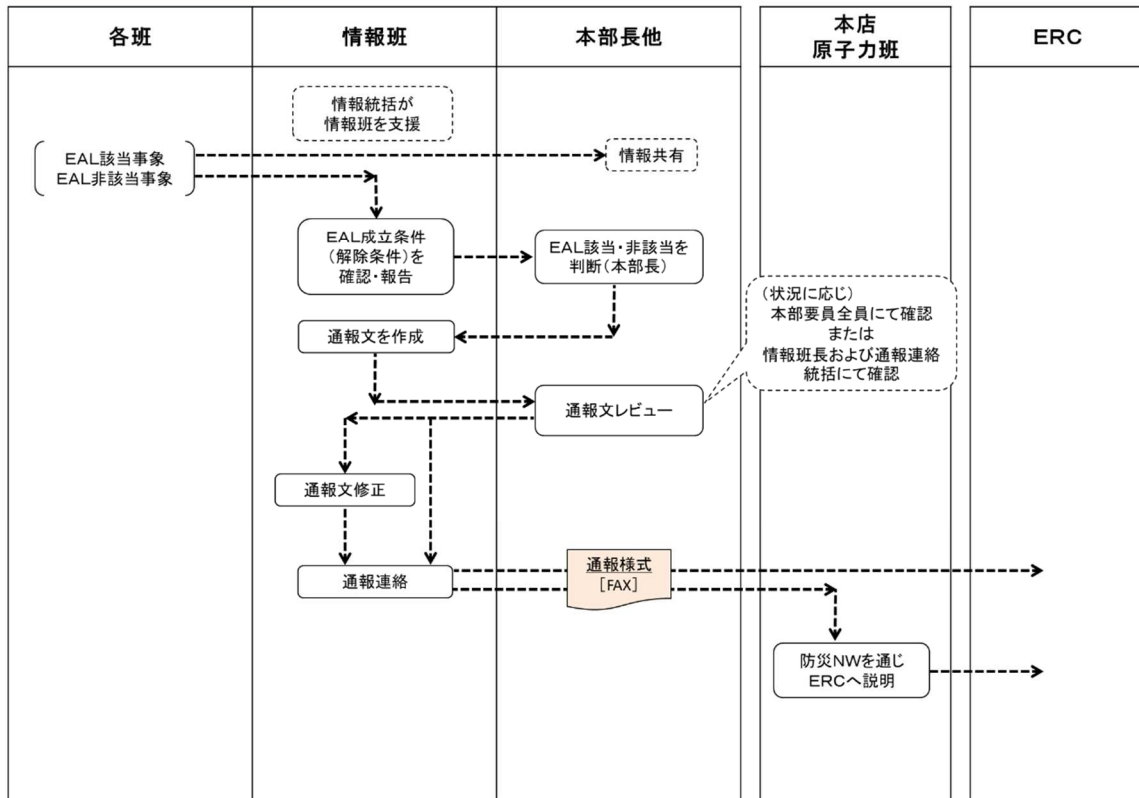 各班
情報班
本部長他
本店
原子力班
ERC
情報統括が
情報班を支援
EAL該当事象
EAL非該当事象
情報共有
EAL成立条件
(解除条件)を
確認・報告
EAL該当・非該当を
判断(本部長)
(状況に応じ)
本部要員全員にて確認
または
情報班長および通報連絡
統括にて確認
通報文を作成
通報文レビュー
通報文修正
通報連絡
通報様式
[FAX]
防災NWを通じ
ERCへ説明